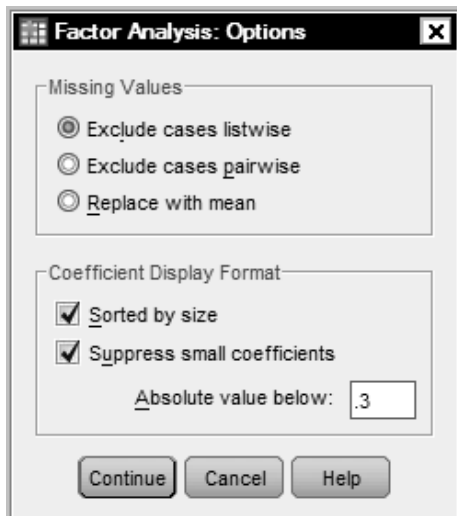 Factor Analysis: Options
Missing Values
Exclude cases listwise
Exclude cases pairwise
Replace with mean
Coefficient Display Format
Sorted by size
Suppress small coefficients
Absolute value below: .3
Continue Cancel Help